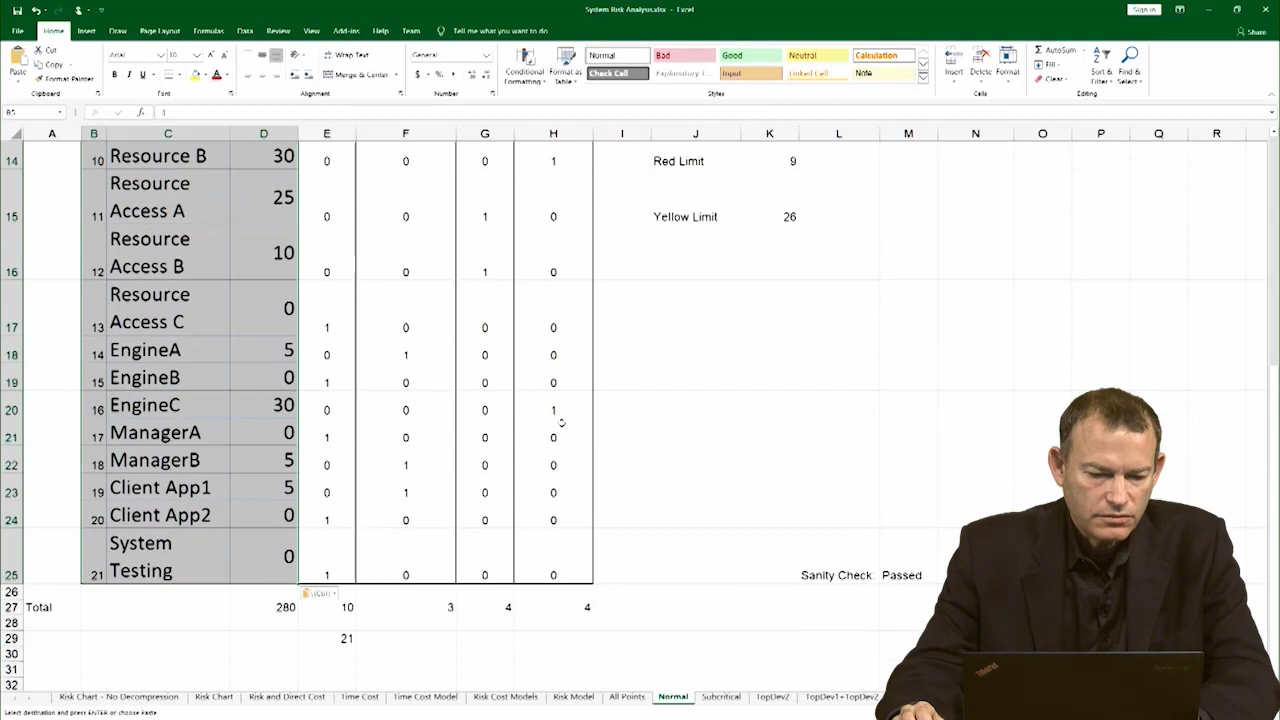 System Risk Analysis.xlsx - Excel
Sign in
File Home Insert Draw Page Layout Formulas Data Review View Add-ins Help Team Tell me what you want to do Share
Paste
Cut
Copy
Format Painter
Clipboard
Arial 10
B I U
Font
Wrap Text
Merge & Center
Alignment
General
$ % ,
Number
Conditional Formatting
Format as Table
Normal Bad Good Neutral Calculation
Check Cell Explanatory T... Input Linked Cell Note
Styles
Insert Delete Format
Cells
AutoSum
Fill
Clear
Sort & Filter
Find & Select
Editing
B5 fx 1
A B C D E F G H I J K L M N O P Q R
14 10 Resource B 30 0 0 0 1 Red Limit 9
15 11 Resource Access A 25 0 0 1 0 Yellow Limit 26
16 12 Resource Access B 10 0 0 1 0
17 13 Resource Access C 0 1 0 0 0
18 14 EngineA 5 0 1 0 0
19 15 EngineB 0 1 0 0 0
20 16 EngineC 30 0 0 0 1
21 17 ManagerA 0 1 0 0 0
22 18 ManagerB 5 0 1 0 0
23 19 Client App1 5 0 1 0 0
24 20 Client App2 0 1 0 0 0
25 21 System Testing 0 1 0 0 0 Sanity Check: Passed
26 (Ctrl)
27 Total 280 10 3 4 4
28
29 21
30
31
32
Risk Chart - No Decompression Risk Chart Risk and Direct Cost Time Cost Time Cost Model Risk Cost Models Risk Model All Points Normal Subcritical TopDev2 TopDev1+TopDev2
Select destination and press ENTER or choose Paste
ThinkPad